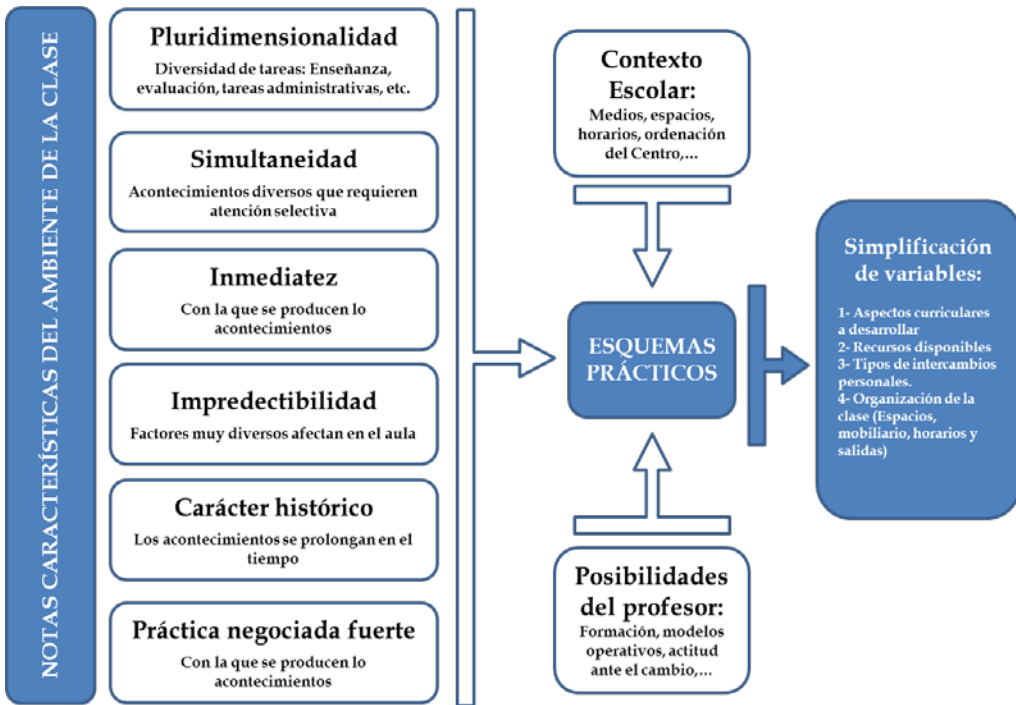 NOTAS CARACTERÍSTICAS DEL AMBIENTE DE LA CLASE
Pluridimensionalidad
Diversidad de tareas: Enseñanza,
evaluación, tareas administrativas, etc.
Simultaneidad
Acontecimientos diversos que requieren
atención selectiva
Inmediatez
Con la que se producen lo
acontecimientos
Impredectibilidad
Factores muy diversos afectan en el aula
Carácter histórico
Los acontecimientos se prolongan en el
tiempo
Práctica negociada fuerte
Con la que se producen lo
acontecimientos
Contexto
Escolar:
Medios, espacios,
horarios, ordenación
del Centro,...
ESQUEMAS
PRÁCTICOS
Posibilidades
del profesor:
Formación, modelos
operativos, actitud
ante el cambio,...
Simplificación
de variables:
1- Aspectos curriculares
a desarrollar
2- Recursos disponibles
3- Tipos de intercambios
personales.
4- Organización de la
clase (Espacios,
mobiliario, horarios y
salidas)